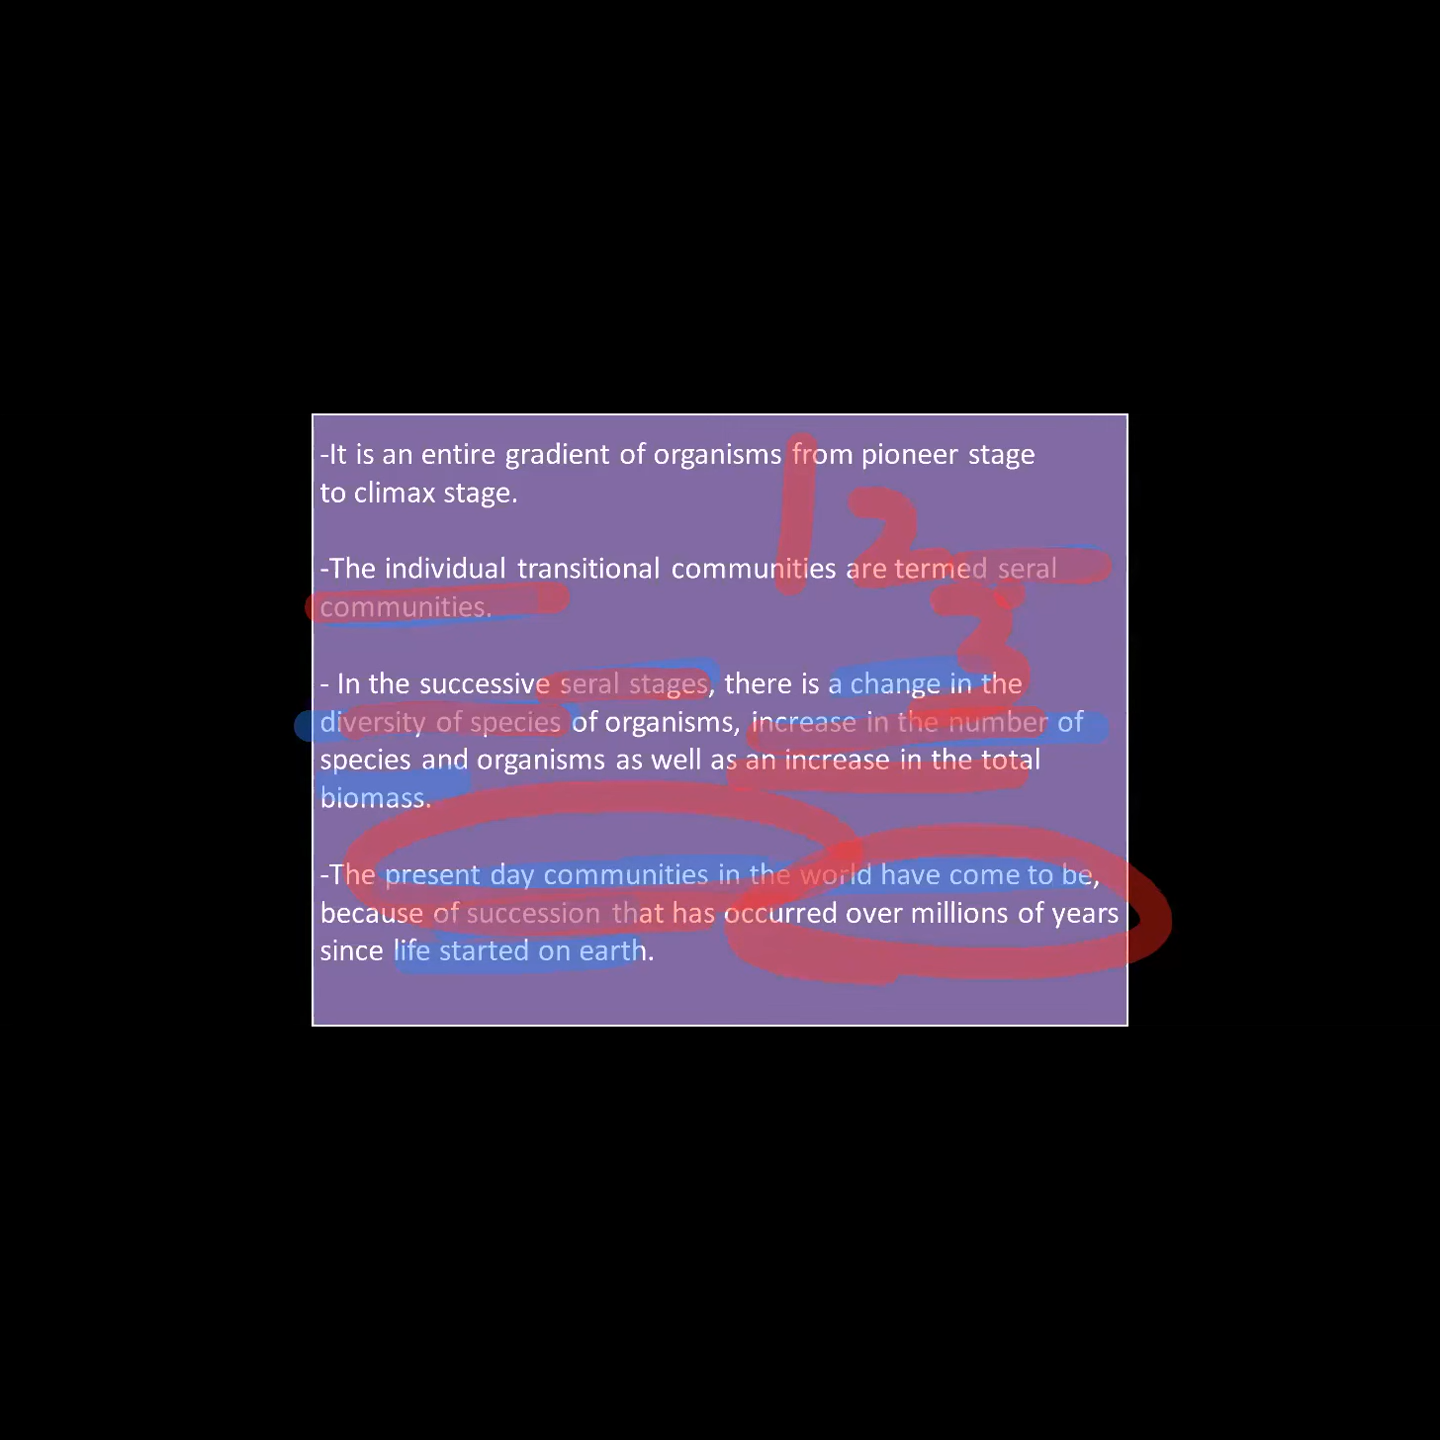 -It is an entire gradient of organisms from pioneer stage
to climax stage.
-The individual transitional communities are termed seral
communities.
- In the successive seral stages, there is a change in the
diversity of species of organisms, increase in the number of
species and organisms as well as an increase in the total
biomass.
-The present day communities in the world have come to be,
because of succession that has occurred over millions of years
since life started on earth.
1 2
3